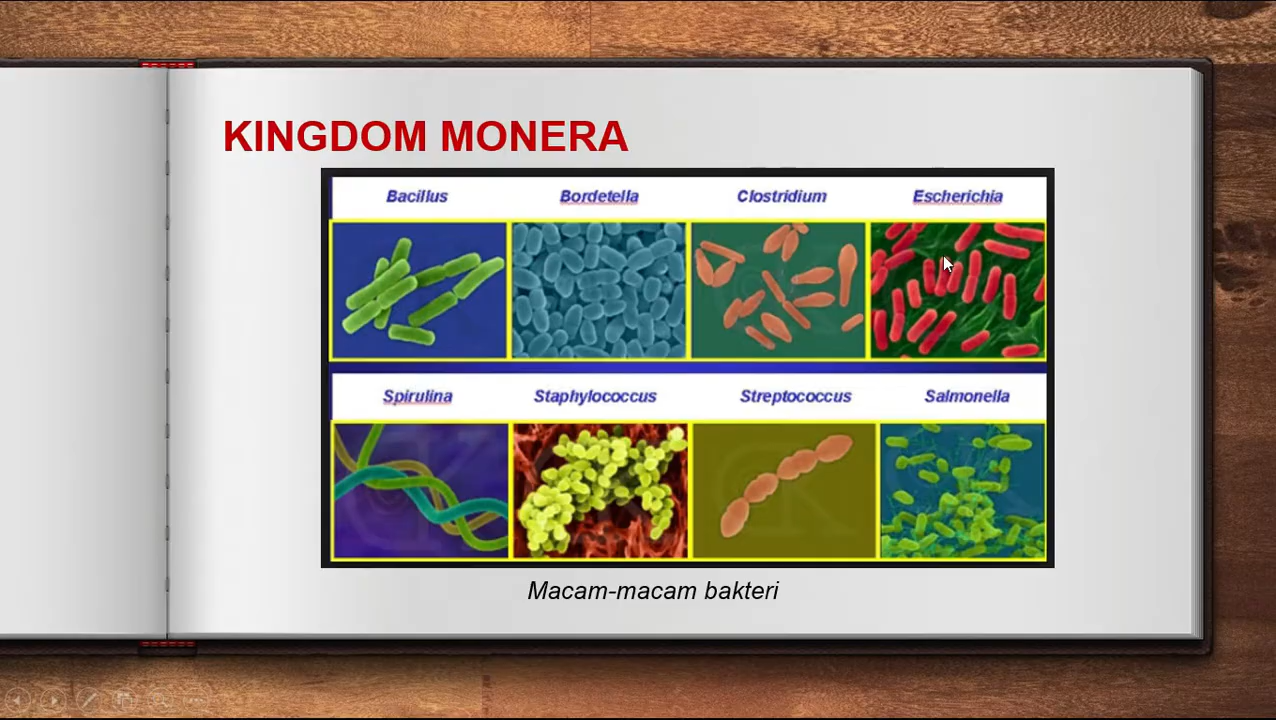 KINGDOM MONERA
Bacillus Bordetella Clostridium Escherichia
Spirulina Staphylococcus Streptococcus Salmonella
Macam-macam bakteri